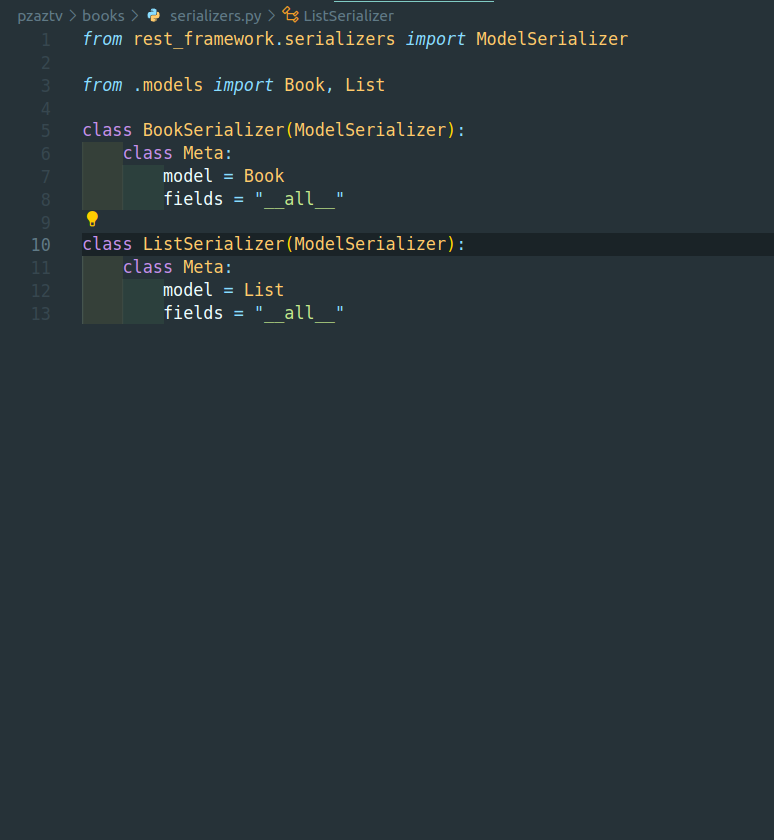 pzaztv > books > serializers.py > ListSerializer
1 from rest_framework.serializers import ModelSerializer
2
3 from .models import Book, List
4
5 class BookSerializer(ModelSerializer):
6     class Meta:
7         model = Book
8         fields = "__all__"
9
10 class ListSerializer(ModelSerializer):
11     class Meta:
12         model = List
13         fields = "__all__"